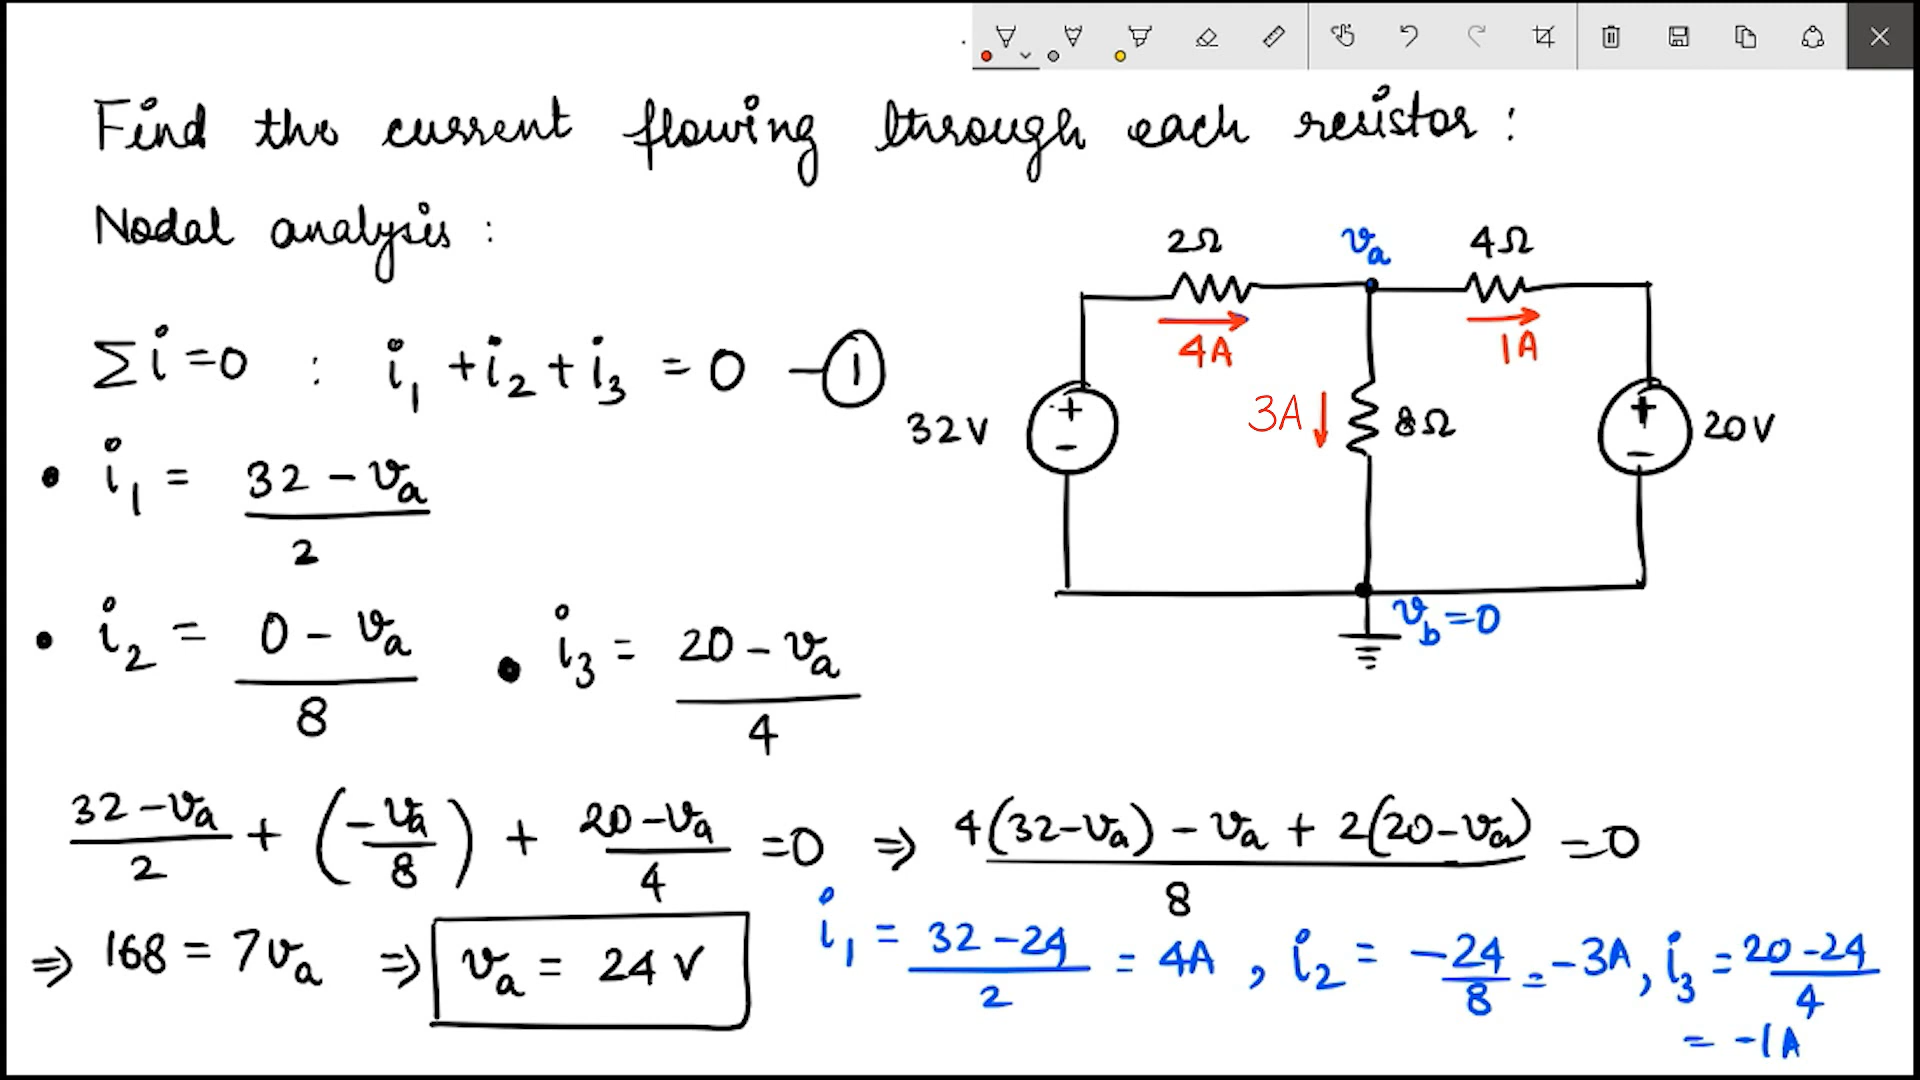 Find the current flowing through each resistor :
Nodal analysis :
Σi = 0 : i₁ + i₂ + i₃ = 0 — ①
• i₁ = (32 - vₐ)/2
• i₂ = (0 - vₐ)/8 • i₃ = (20 - vₐ)/4
2Ω vₐ 4Ω
4A 1A
32V + - 3A 8Ω + - 20V
v_b = 0
(32 - vₐ)/2 + (-vₐ/8) + (20 - vₐ)/4 = 0 ⇒ (4(32 - vₐ) - vₐ + 2(20 - vₐ))/8 = 0
⇒ 168 = 7vₐ ⇒ vₐ = 24 V
i₁ = (32 - 24)/2 = 4A , i₂ = -24/8 = -3A , i₃ = (20 - 24)/4
= -1A